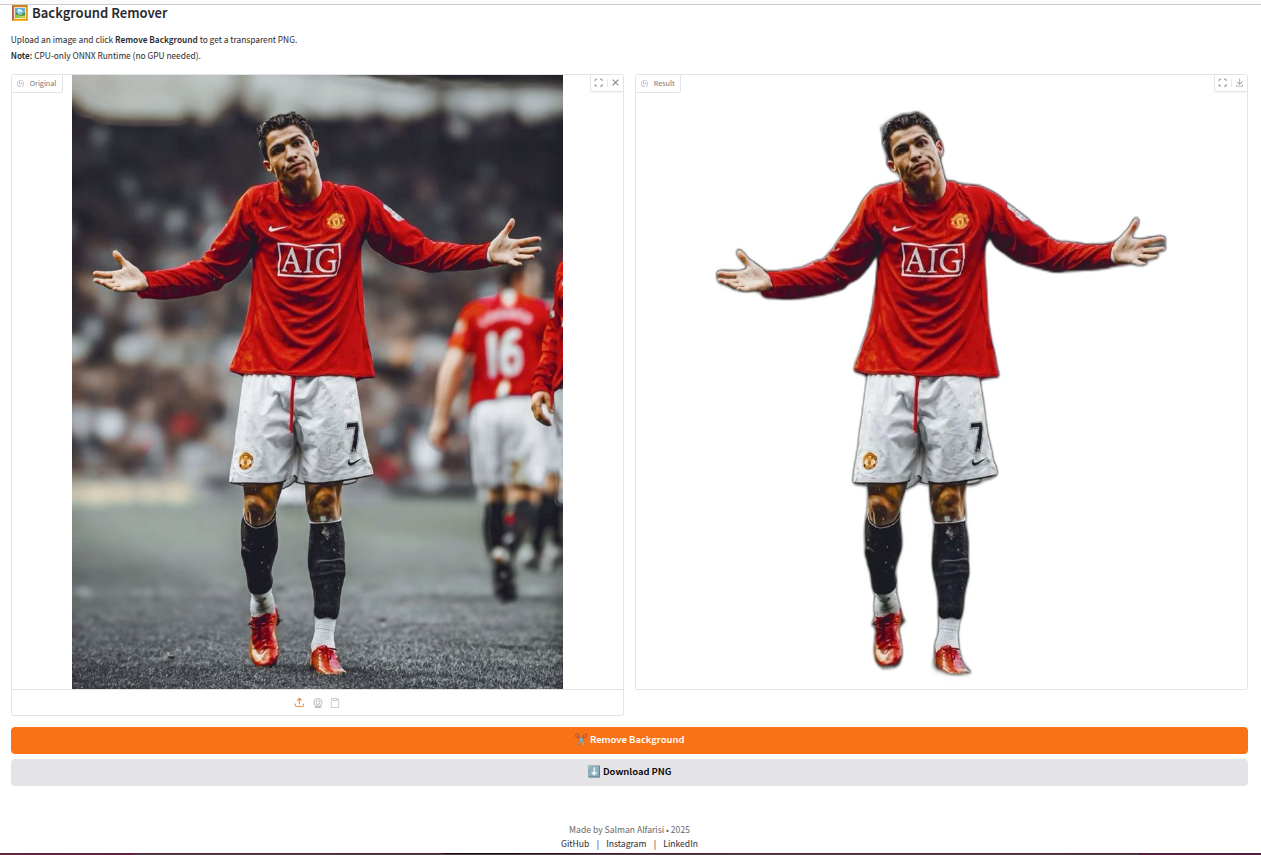 🖼️ Background Remover
Upload an image and click Remove Background to get a transparent PNG.
Note: CPU-only ONNX Runtime (no GPU needed).
Original
Result
AIG
16
7
AIG
7
✂️ Remove Background
⬇️ Download PNG
Made by Salman Alfarisi • 2025
GitHub | Instagram | LinkedIn